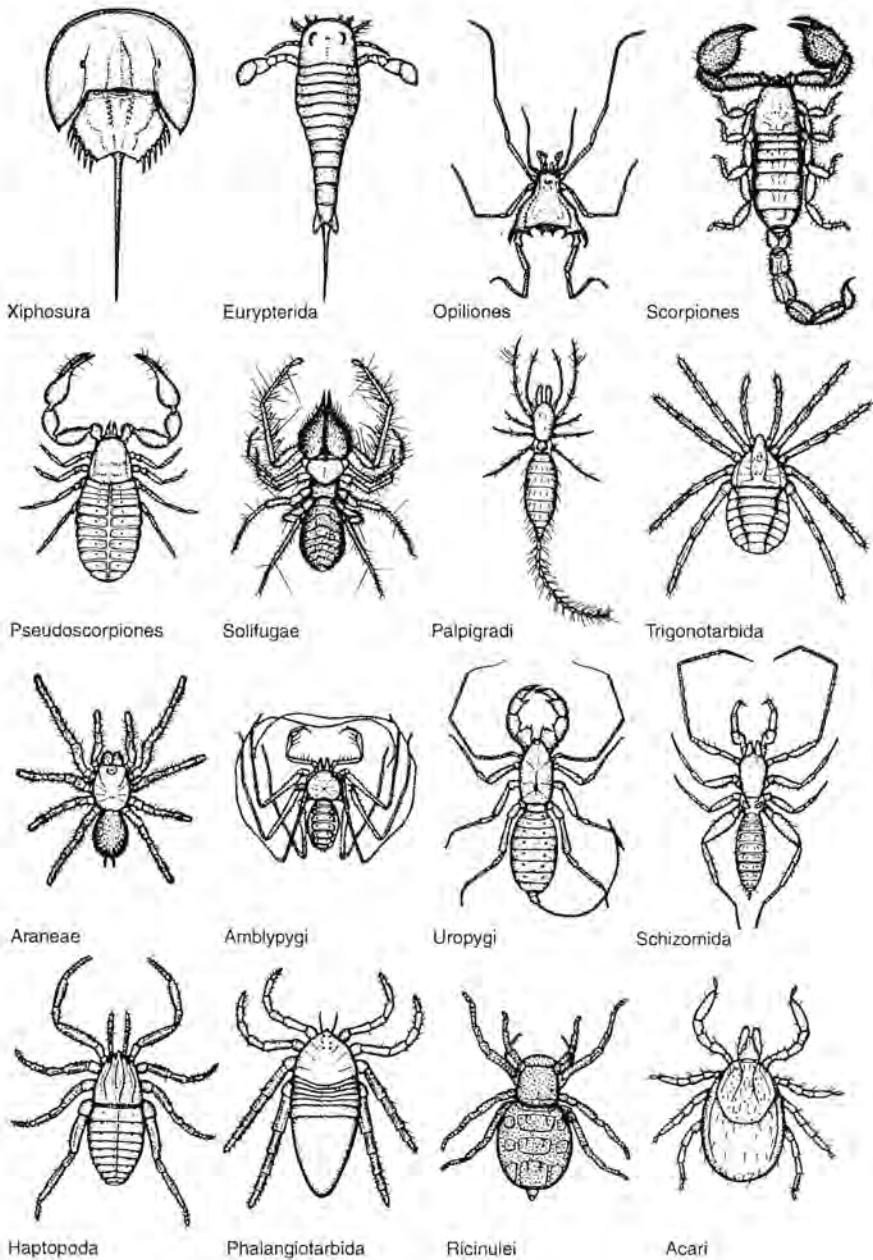 Xiphosura Eurypterida Opiliones Scorpiones
Pseudoscorpiones Solifugae Palpigradi Trigonotarbida
Araneae Amblypygi Uropygi Schizomida
Haptopoda Phalangiotarbida Ricinulei Acari